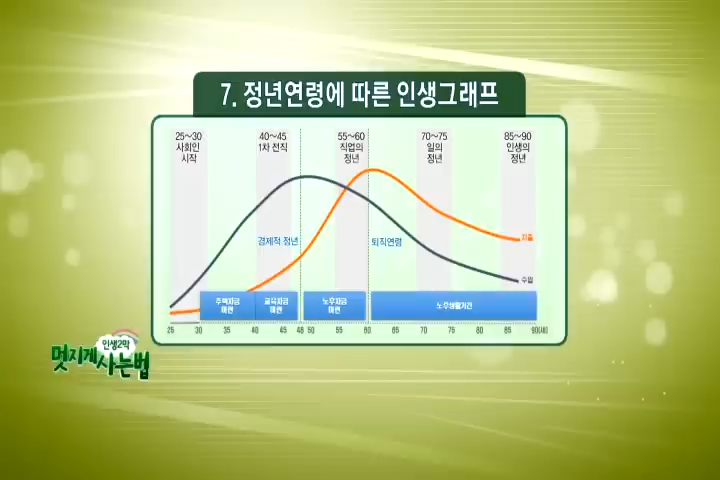 7. 정년연령에 따른 인생그래프
25~30
사회인
시작
40~45
1차 전직
55~60
직업의
정년
70~75
일의
정년
85~90
인생의
정년
경제적 정년
퇴직연령
지출
수입
주택자금
마련
교육자금
마련
노후자금
마련
노후생활기간
25 30 35 40 45 48 50 55 60 65 70 75 80 85 90(세)
인생2막
멋지게 사는법